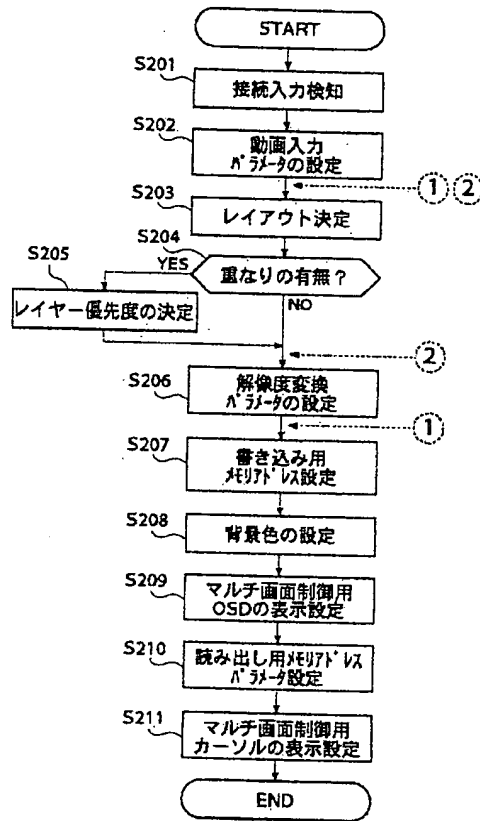 START
S201
接続入力検知
S202
動画入力
ﾊﾟﾗﾒｰﾀの設定
① ②
S203
レイアウト決定
S204
重なりの有無？
YES
S205
レイヤー優先度の決定
NO
②
S206
解像度変換
ﾊﾟﾗﾒｰﾀの設定
①
S207
書き込み用
ﾒﾓﾘｱﾄﾞﾚｽ設定
S208
背景色の設定
S209
マルチ画面制御用
OSDの表示設定
S210
読み出し用ﾒﾓﾘｱﾄﾞﾚｽ
ﾊﾟﾗﾒｰﾀ設定
S211
マルチ画面制御用
カーソルの表示設定
END